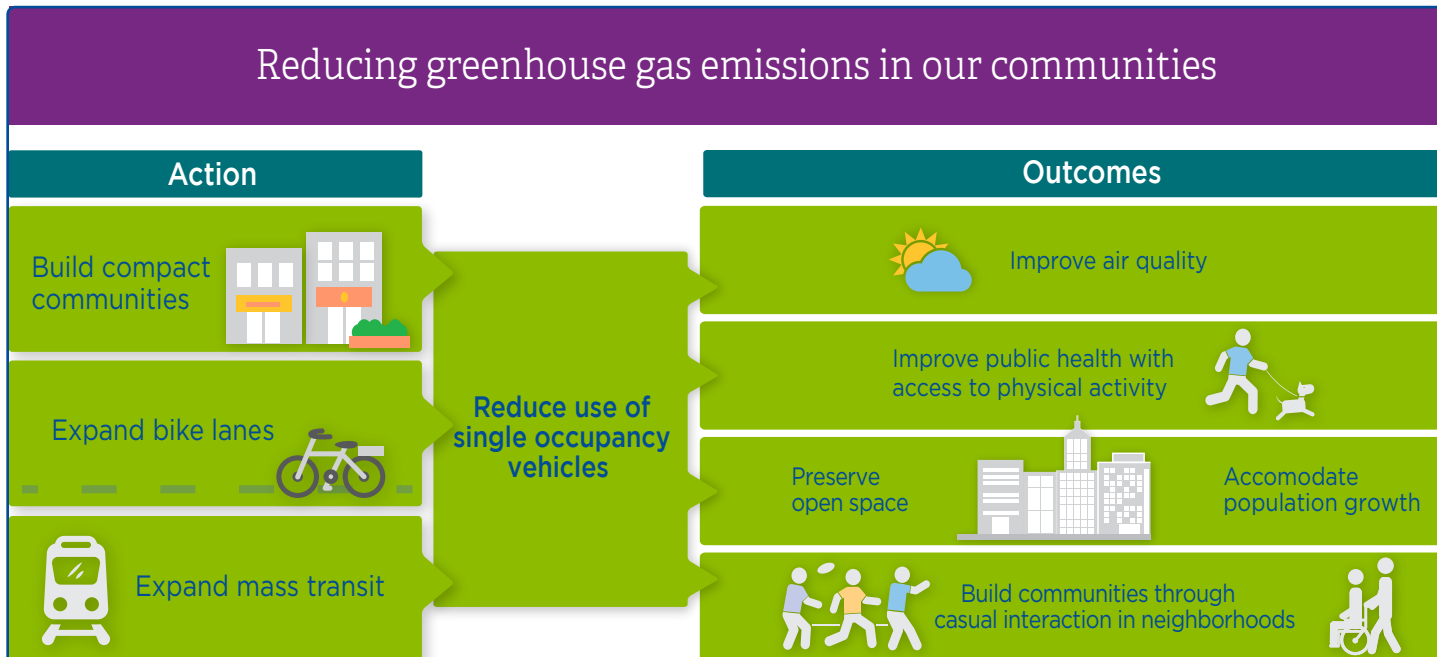 Reducing greenhouse gas emissions in our communities
Action
Build compact
communities
Expand bike lanes
Expand mass transit
Reduce use of
single occupancy
vehicles
Outcomes
Improve air quality
Improve public health with
access to physical activity
Preserve
open space
Accomodate
population growth
Build communities through
casual interaction in neighborhoods